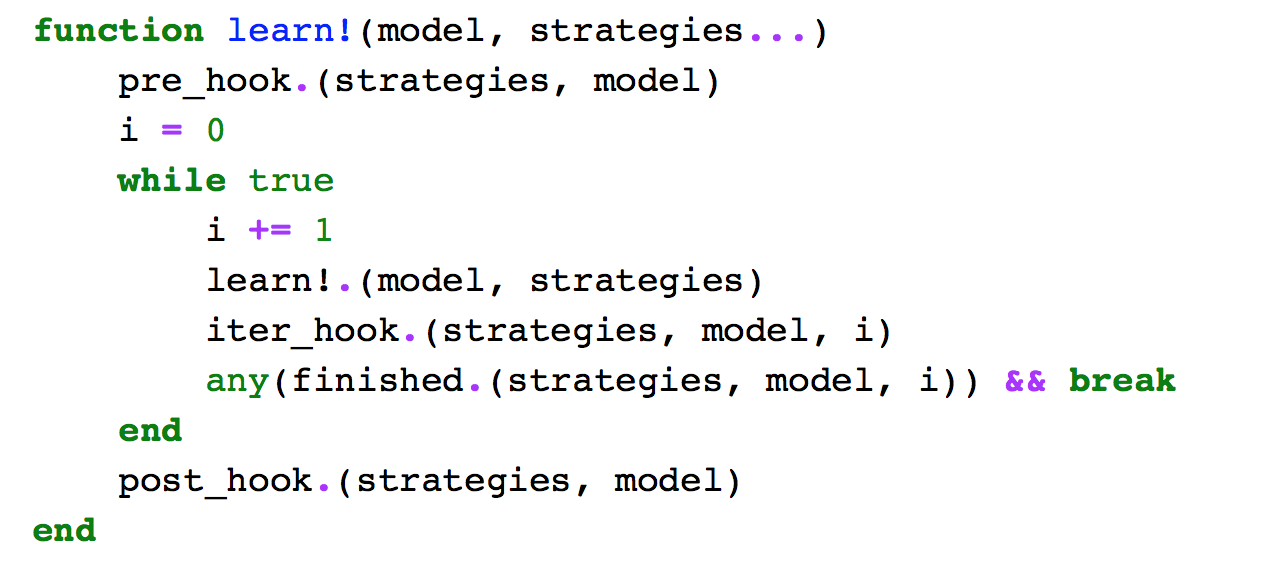 function learn!(model, strategies...)
    pre_hook.(strategies, model)
    i = 0
    while true
        i += 1
        learn!.(model, strategies)
        iter_hook.(strategies, model, i)
        any(finished.(strategies, model, i)) && break
    end
    post_hook.(strategies, model)
end